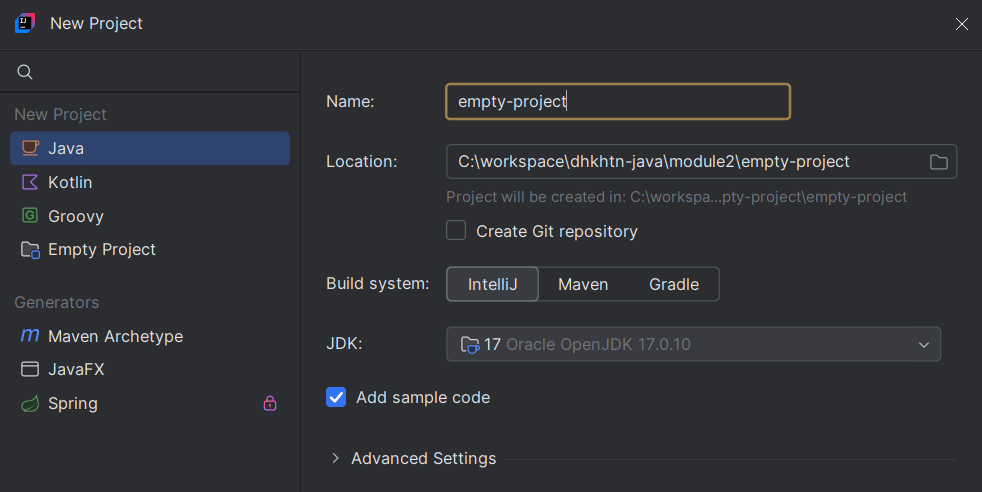 New Project
New Project
Java
Kotlin
Groovy
Empty Project
Generators
Maven Archetype
JavaFX
Spring
Name:
empty-project
Location:
C:\workspace\dhkhtn-java\module2\empty-project
Project will be created in: C:\workspa...pty-project\empty-project
Create Git repository
Build system:
IntelliJ
Maven
Gradle
JDK:
17 Oracle OpenJDK 17.0.10
Add sample code
Advanced Settings